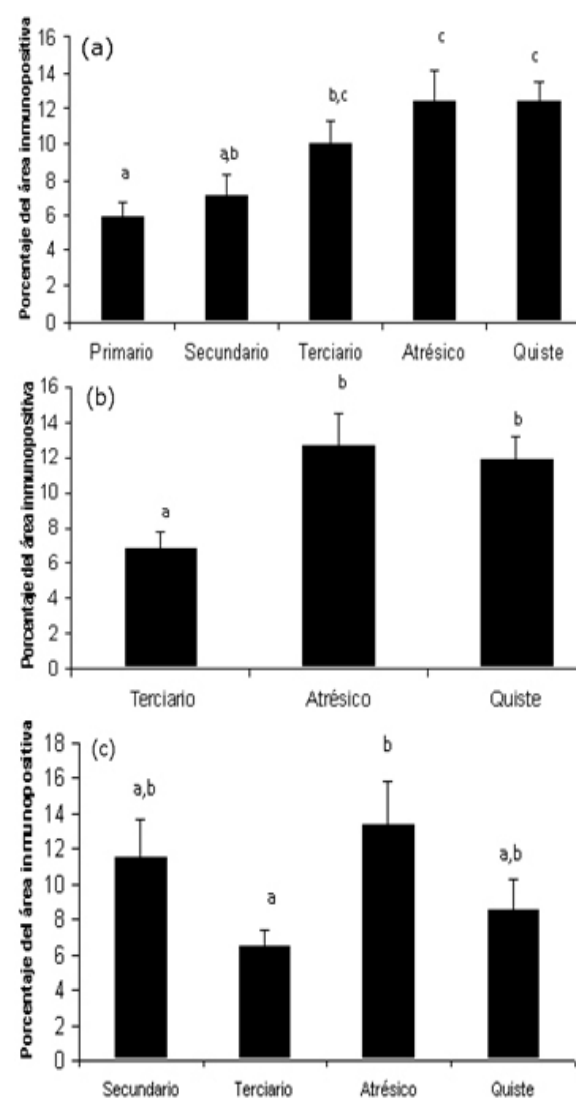 (a)
Porcentaje del área inmunopositiva
16
14
12
10
8
6
4
2
0
a
a,b
b,c
c
c
Primario Secundario Terciario Atrésico Quiste
(b)
Porcentaje del área inmunopositiva
16
14
12
10
8
6
4
2
0
a
b
b
Terciario Atrésico Quiste
(c)
Porcentaje del área inmunopositiva
18
16
14
12
10
8
6
4
2
0
a,b
a
b
a,b
Secundario Terciario Atrésico Quiste